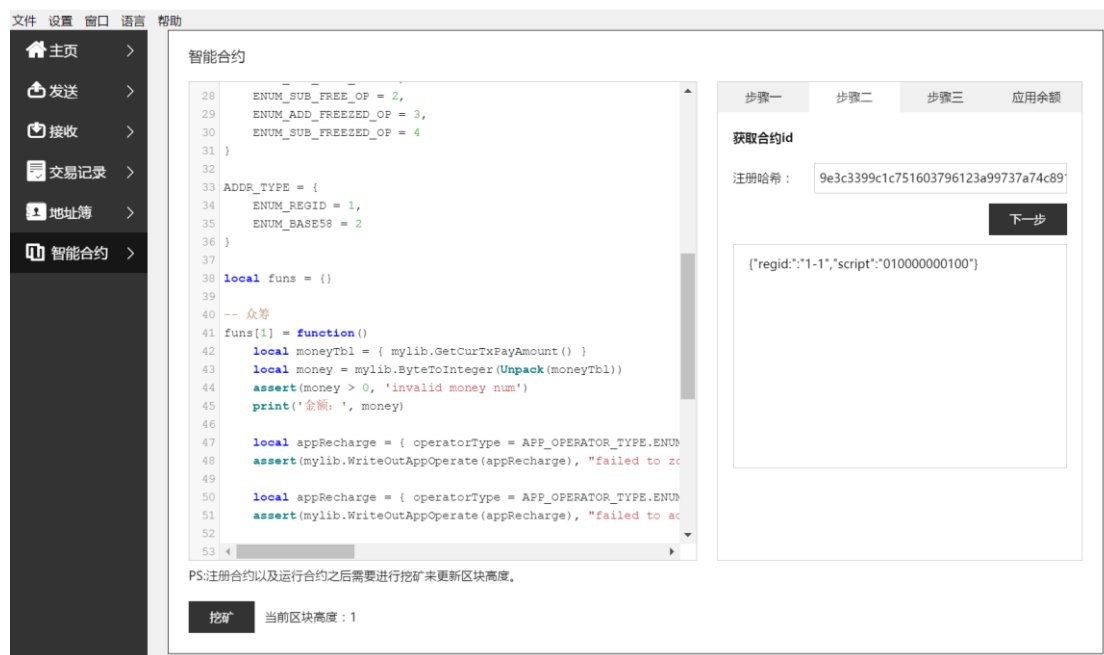 文件 设置 窗口 语言 帮助
主页
发送
接收
交易记录
地址簿
智能合约
智能合约
28 ENUM_SUB_FREE_OP = 2,
29 ENUM_ADD_FREEZED_OP = 3,
30 ENUM_SUB_FREEZED_OP = 4
31 }
32
33 ADDR_TYPE = {
34 ENUM_REGID = 1,
35 ENUM_BASE58 = 2
36 }
37
38 local funs = {}
39
40 -- 众筹
41 funs[1] = function()
42 local moneyTbl = { mylib.GetCurTxPayAmount() }
43 local money = mylib.ByteToInteger(Unpack(moneyTbl))
44 assert(money > 0, 'invalid money num')
45 print('金额: ', money)
46
47 local appRecharge = { operatorType = APP_OPERATOR_TYPE.ENUM
48 assert(mylib.WriteOutAppOperate(appRecharge), "failed to zc
49
50 local appRecharge = { operatorType = APP_OPERATOR_TYPE.ENUM
51 assert(mylib.WriteOutAppOperate(appRecharge), "failed to ac
52
53
PS:注册合约以及运行合约之后需要进行挖矿来更新区块高度。
挖矿 当前区块高度：1
步骤一 步骤二 步骤三 应用余额
获取合约id
注册哈希： 9e3c3399c1c751603796123a99737a74c89
下一步
{"regid:":"1-1","script":"010000000100"}